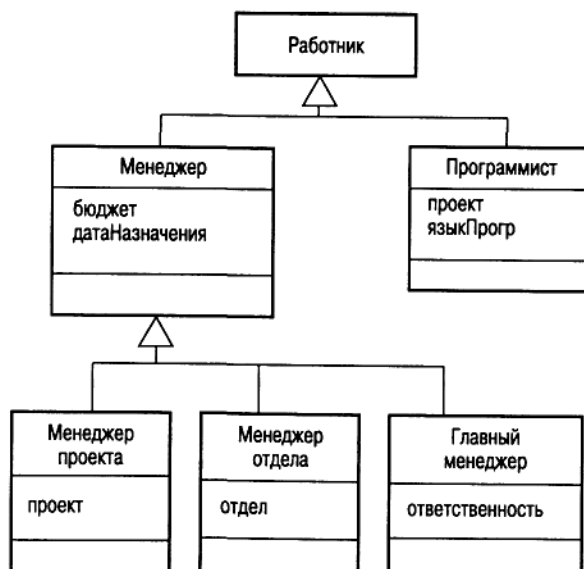 Работник
Менеджер
бюджет
датаНазначения
Программист
проект
языкПрогр
Менеджер
проекта
проект
Менеджер
отдела
отдел
Главный
менеджер
ответственность